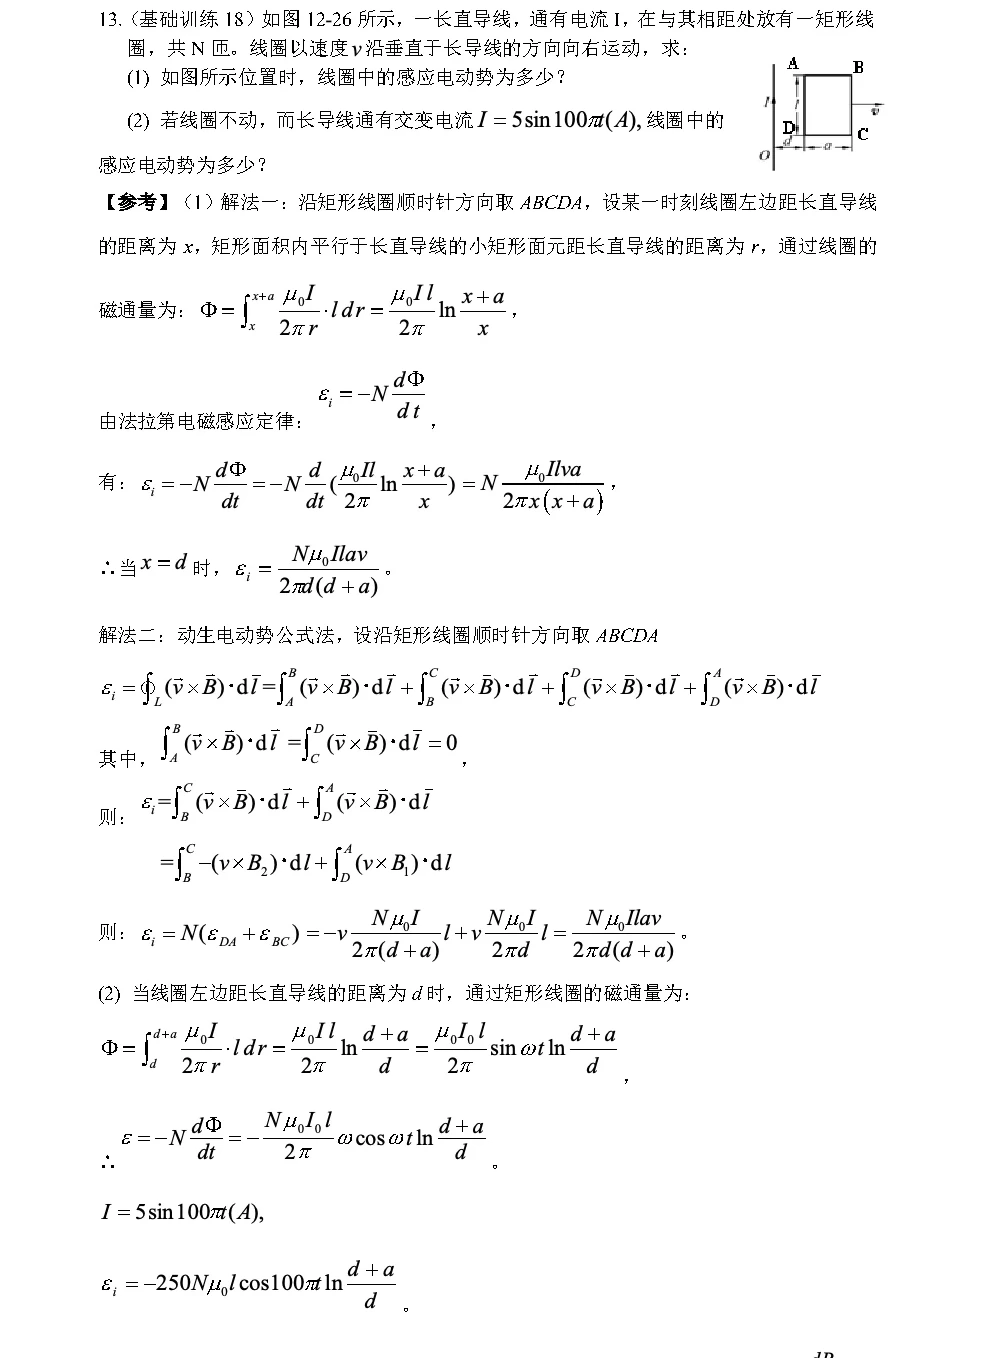 13.（基础训练 18）如图 12-26 所示，一长直导线，通有电流 I，在与其相距处放有一矩形线
圈，共 N 匝。线圈以速度 v 沿垂直于长导线的方向向右运动，求：
(1) 如图所示位置时，线圈中的感应电动势为多少？
(2) 若线圈不动，而长导线通有交变电流 I = 5sin100πt(A), 线圈中的
感应电动势为多少？
A B
I l v
D C
d a
O
【参考】（1）解法一：沿矩形线圈顺时针方向取 ABCDA，设某一时刻线圈左边距长直导线
的距离为 x，矩形面积内平行于长直导线的小矩形面元距长直导线的距离为 r，通过线圈的
磁通量为：Φ = ∫_x^{x+a} μ₀I/(2πr) · l dr = μ₀I l/(2π) ln (x+a)/x ，
由法拉第电磁感应定律：ε_i = −N dΦ/dt ，
有：ε_i = −N dΦ/dt = −N d/dt (μ₀Il/(2π) ln (x+a)/x) = N μ₀Ilva/(2πx(x+a)) ，
∴当 x = d 时，ε_i = Nμ₀Ilav/(2πd(d+a)) 。
解法二：动生电动势公式法，设沿矩形线圈顺时针方向取 ABCDA
ε_i = ∮_L (v⃗×B⃗)·dl⃗ = ∫_A^B (v⃗×B⃗)·dl⃗ + ∫_B^C (v⃗×B⃗)·dl⃗ + ∫_C^D (v⃗×B⃗)·dl⃗ + ∫_D^A (v⃗×B⃗)·dl⃗
其中，∫_A^B (v⃗×B⃗)·dl⃗ = ∫_C^D (v⃗×B⃗)·dl⃗ = 0 ，
则：ε_i = ∫_B^C (v⃗×B⃗)·dl⃗ + ∫_D^A (v⃗×B⃗)·dl⃗
= ∫_B^C −(v×B₂)·dl + ∫_D^A (v×B₁)·dl
则：ε_i = N(ε_DA + ε_BC) = −v Nμ₀I/(2π(d+a)) l + v Nμ₀I/(2πd) l = Nμ₀Ilav/(2πd(d+a)) 。
(2) 当线圈左边距长直导线的距离为 d 时，通过矩形线圈的磁通量为：
Φ = ∫_d^{d+a} μ₀I/(2πr) · l dr = μ₀I l/(2π) ln (d+a)/d = μ₀I₀ l/(2π) sin ωt ln (d+a)/d ，
∴ ε = −N dΦ/dt = − Nμ₀I₀ l/(2π) ω cos ωt ln (d+a)/d 。
I = 5sin100πt(A),
ε_i = −250Nμ₀l cos100πt ln (d+a)/d 。